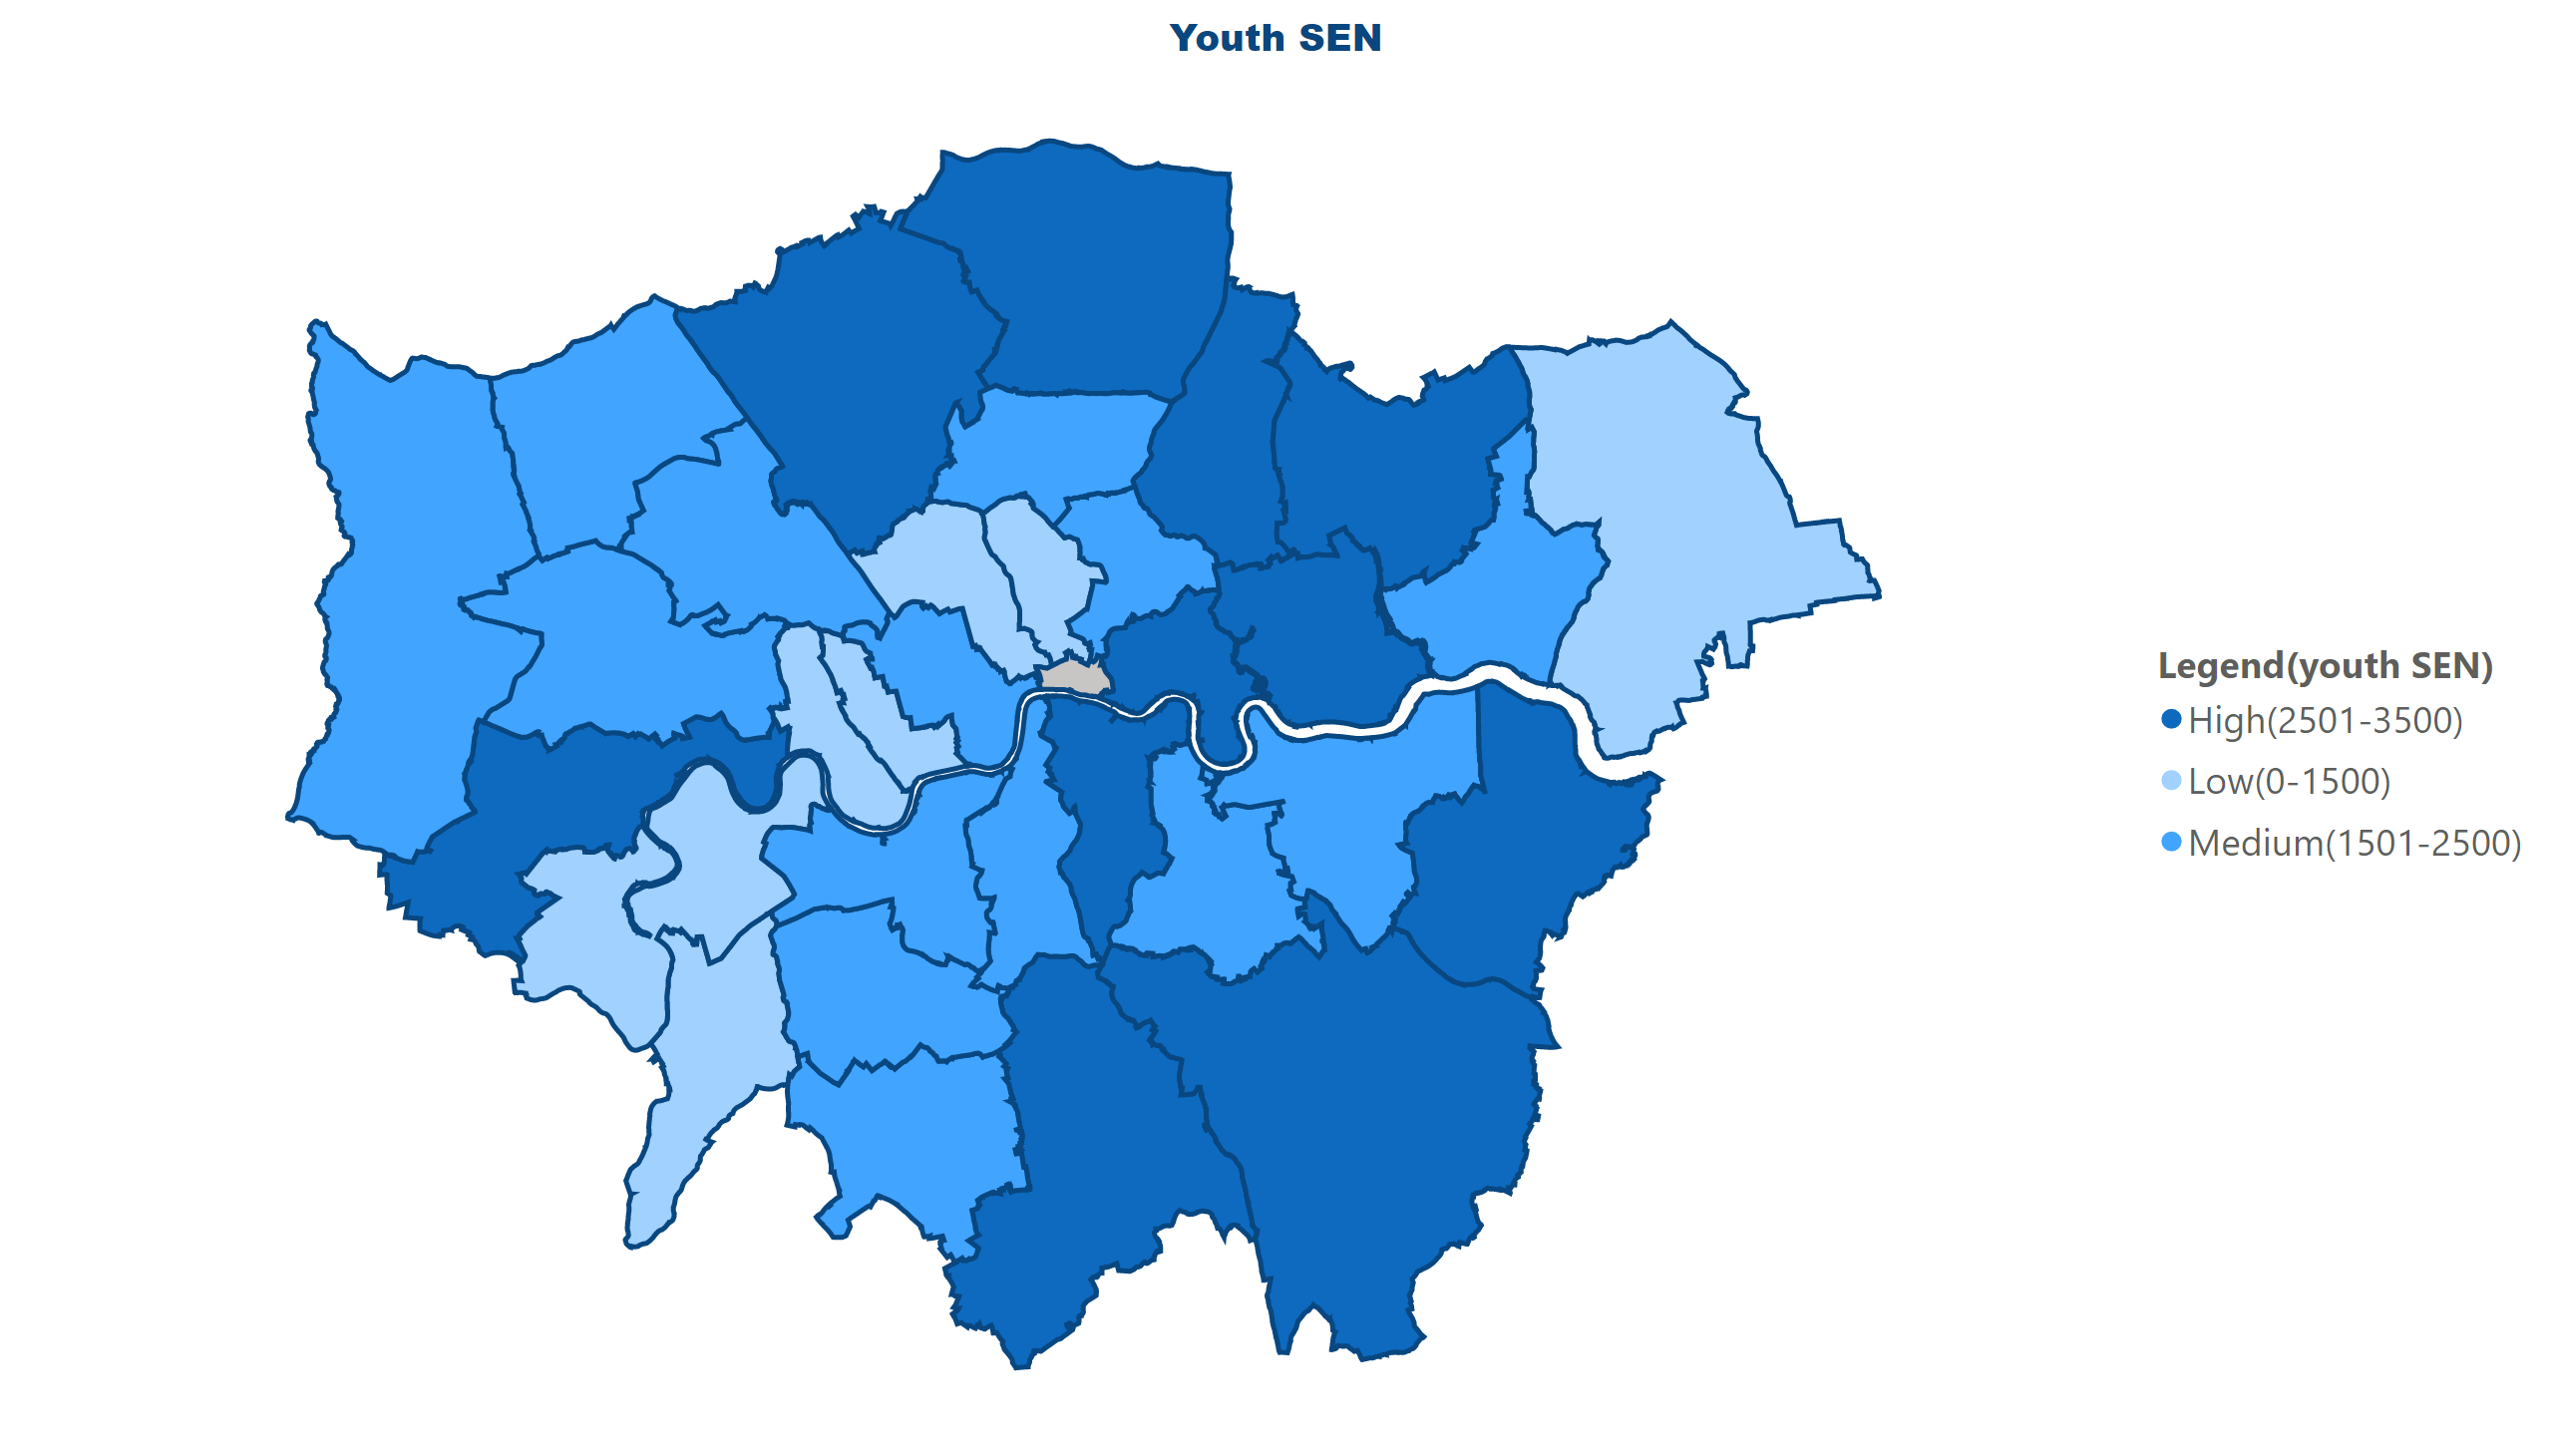 Youth SEN
Legend(youth SEN)
High(2501-3500)
Low(0-1500)
Medium(1501-2500)